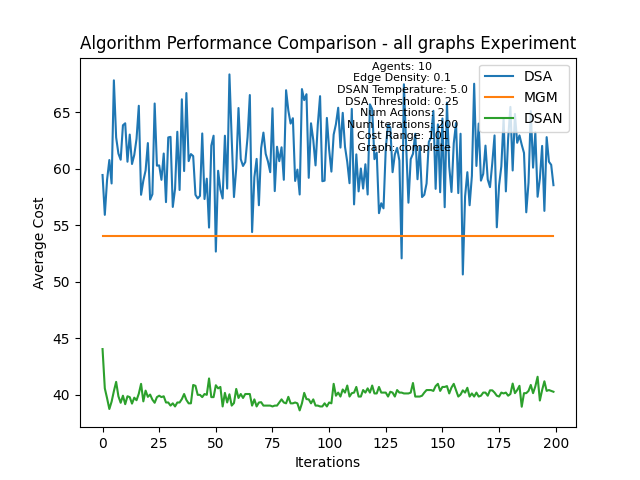 Algorithm Performance Comparison - all graphs Experiment
Agents: 10
Edge Density: 0.1
DSAN Temperature: 5.0
DSA Threshold: 0.25
Num Actions: 2
Num Iterations: 200
Cost Range: 101
Graph: complete
DSA
MGM
DSAN
Average Cost
65
60
55
50
45
40
0
25
50
75
100
125
150
175
200
Iterations